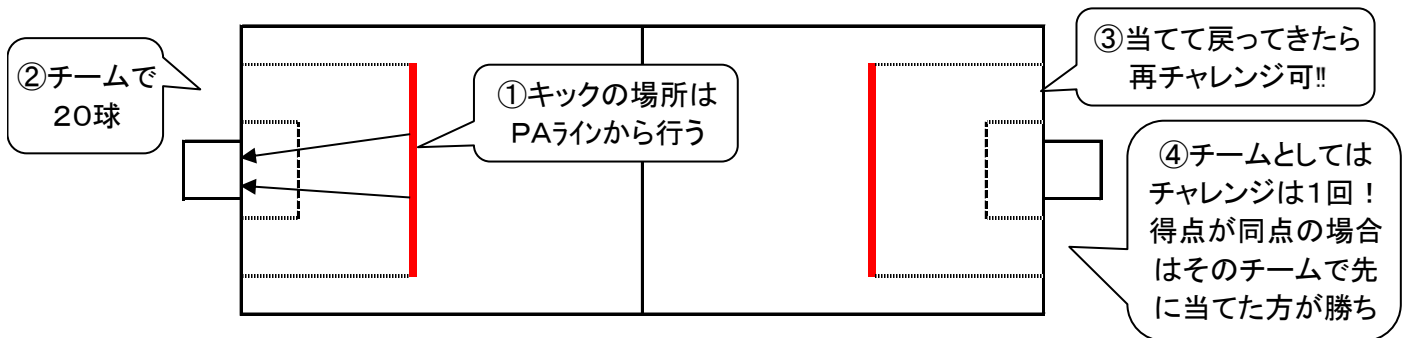 ②チームで
２０球
①キックの場所は
ＰＡﾗｲﾝから行う
③当てて戻ってきたら
再チャレンジ可‼
④チームとしては
チャレンジは１回！
得点が同点の場合
はそのチームで先
に当てた方が勝ち